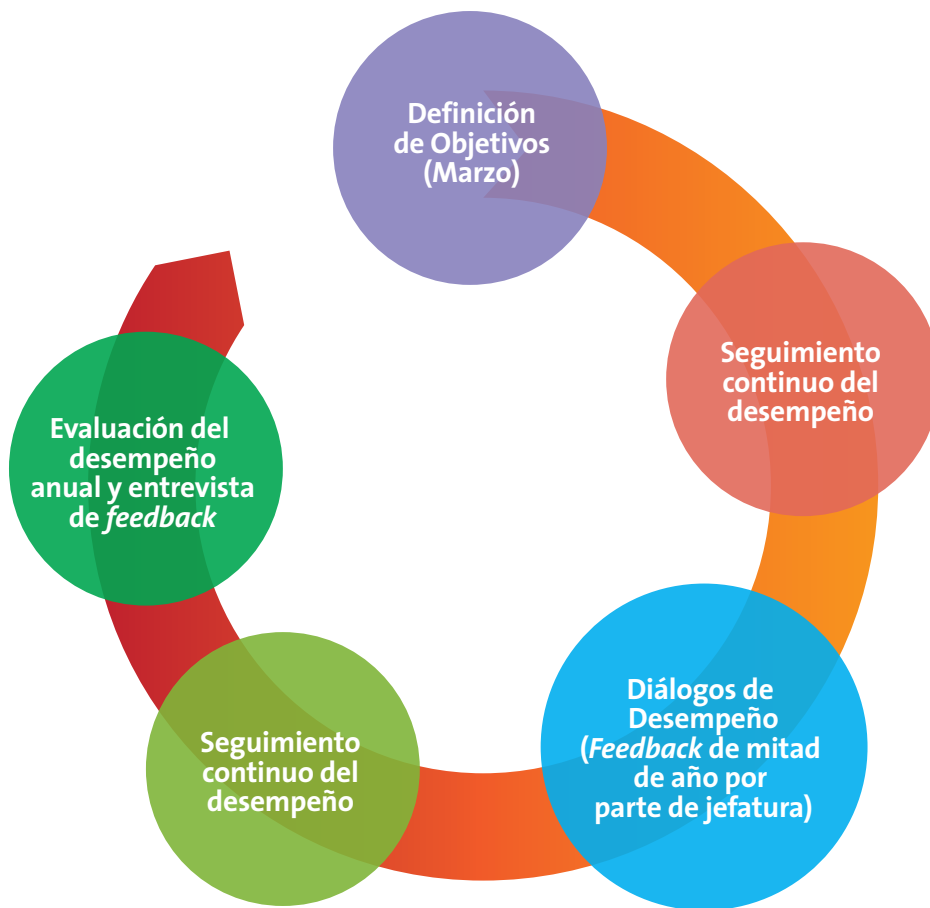 Definición
de Objetivos
(Marzo)
Seguimiento
continuo del
desempeño
Diálogos de
Desempeño
(Feedback de mitad
de año por
parte de jefatura)
Seguimiento
continuo del
desempeño
Evaluación del
desempeño
anual y entrevista
de feedback